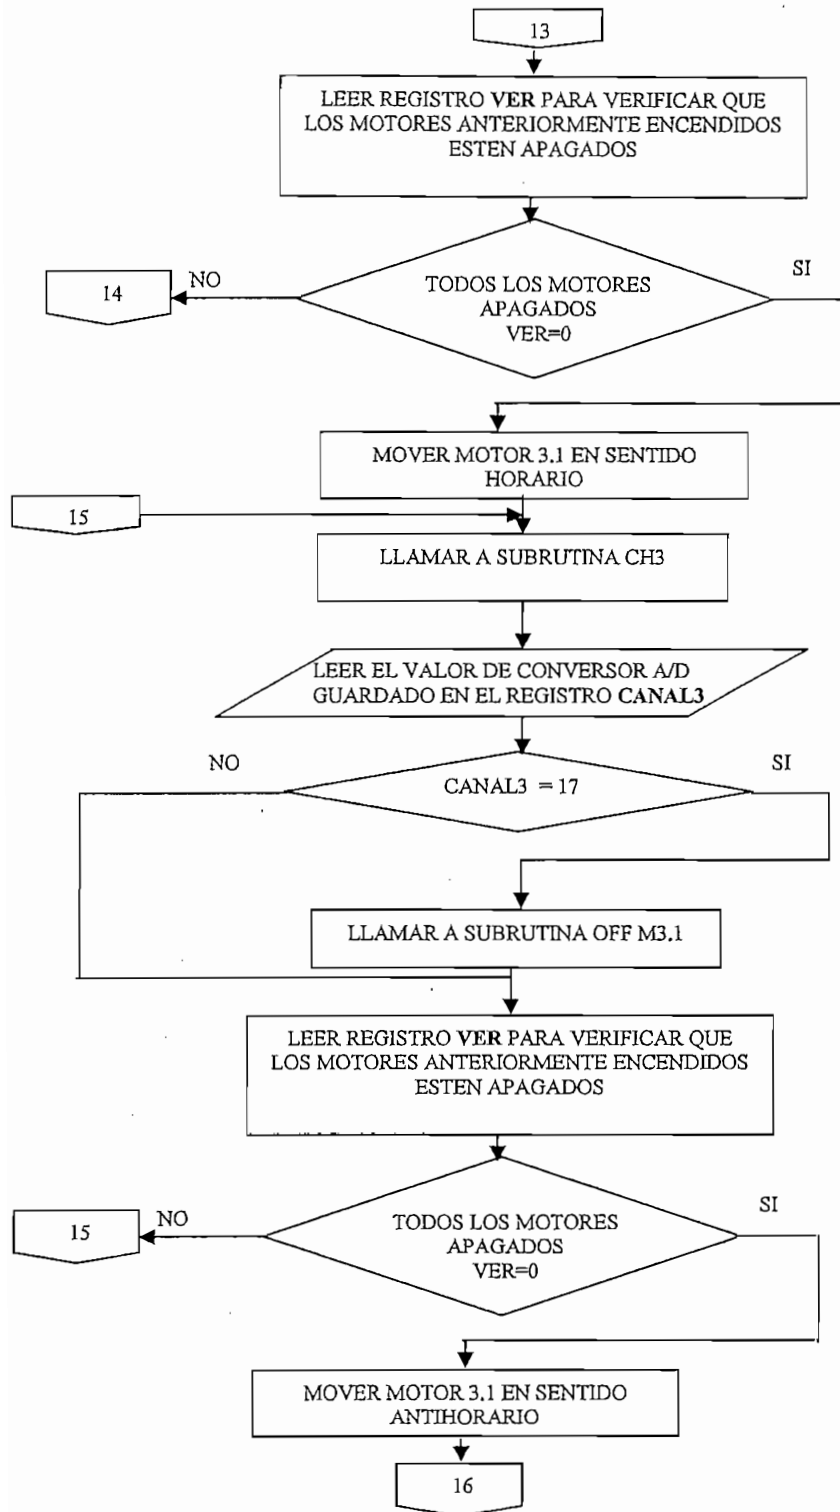 13
LEER REGISTRO VER PARA VERIFICAR QUE
LOS MOTORES ANTERIORMENTE ENCENDIDOS
ESTEN APAGADOS
NO
SI
14
TODOS LOS MOTORES
APAGADOS
VER=0
MOVER MOTOR 3.1 EN SENTIDO
HORARIO
15
LLAMAR A SUBRUTINA CH3
LEER EL VALOR DE CONVERSOR A/D
GUARDADO EN EL REGISTRO CANAL3
NO
SI
CANAL3 = 17
LLAMAR A SUBRUTINA OFF M3.1
LEER REGISTRO VER PARA VERIFICAR QUE
LOS MOTORES ANTERIORMENTE ENCENDIDOS
ESTEN APAGADOS
15
NO
SI
TODOS LOS MOTORES
APAGADOS
VER=0
MOVER MOTOR 3.1 EN SENTIDO
ANTIHORARIO
16